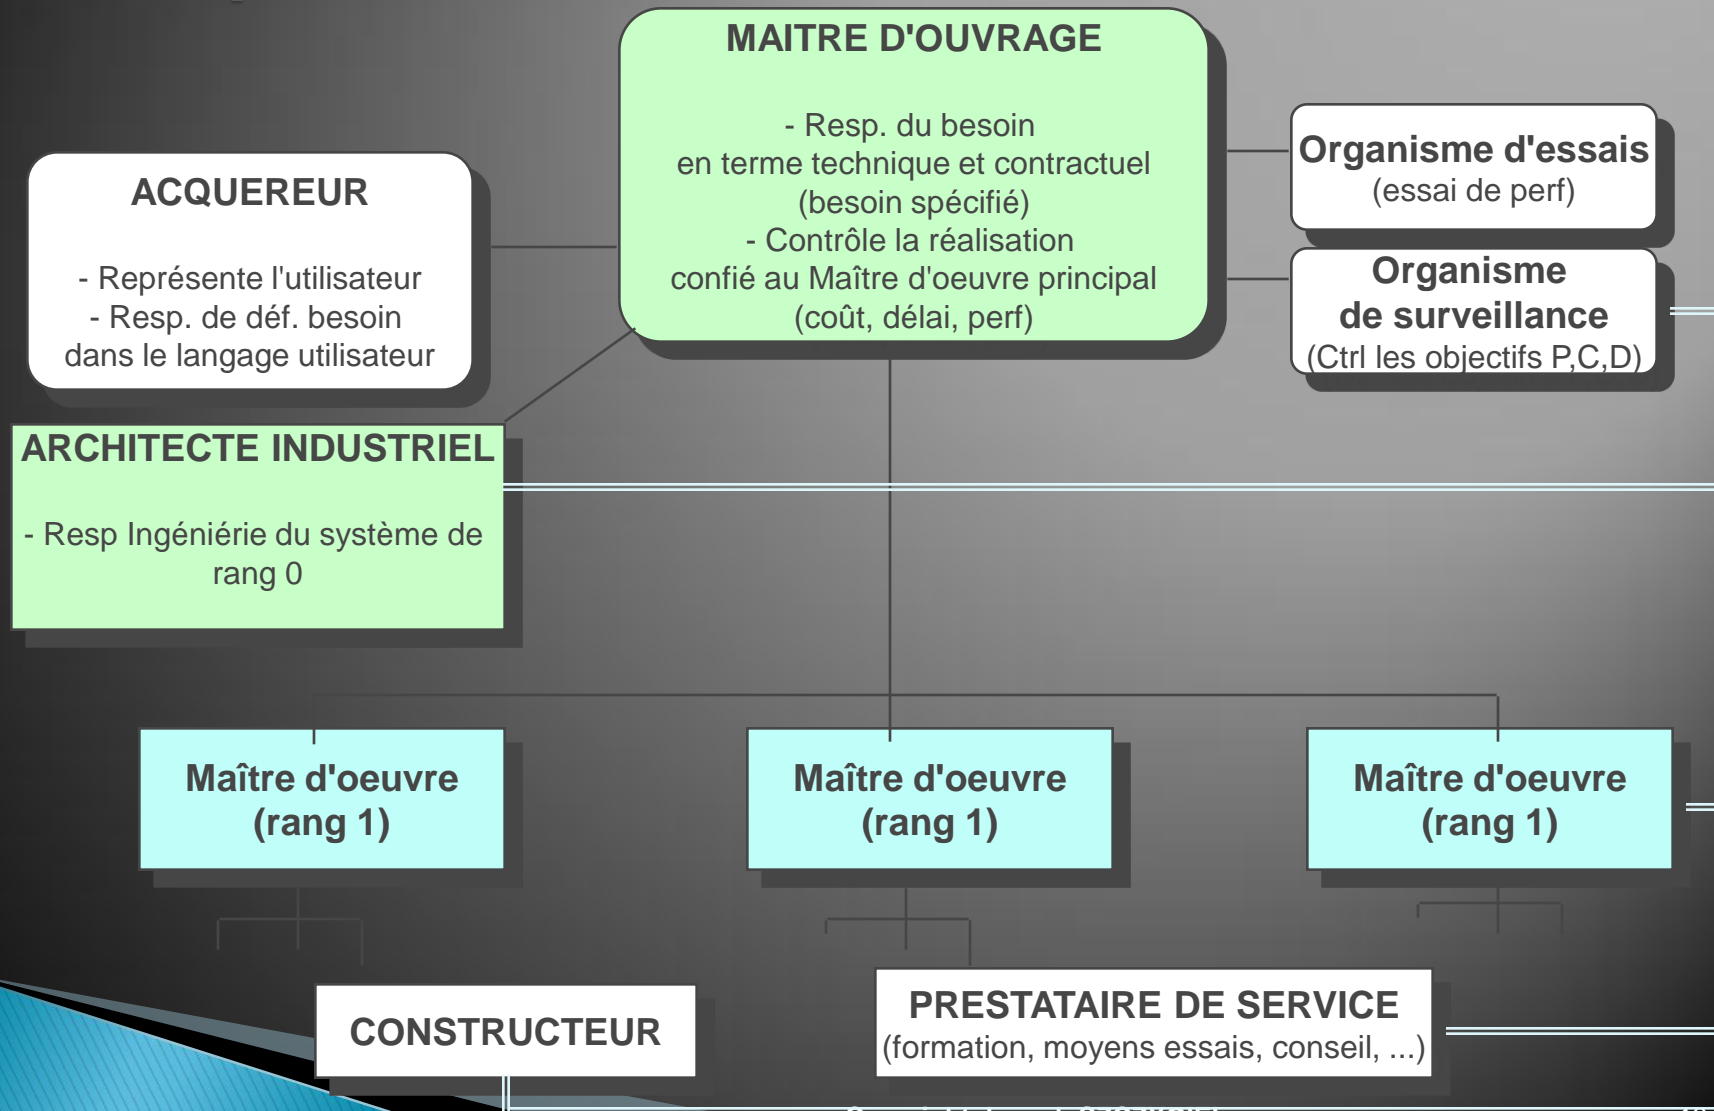 MAITRE D'OUVRAGE
- Resp. du besoin
en terme technique et contractuel
(besoin spécifié)
- Contrôle la réalisation
confié au Maître d'oeuvre principal
(coût, délai, perf)
Organisme d'essais
(essai de perf)
Organisme
de surveillance
(Ctrl les objectifs P,C,D)
ACQUEREUR
- Représente l'utilisateur
- Resp. de déf. besoin
dans le langage utilisateur
ARCHITECTE INDUSTRIEL
- Resp Ingéniérie du système de
rang 0
Maître d'oeuvre
(rang 1)
Maître d'oeuvre
(rang 1)
Maître d'oeuvre
(rang 1)
CONSTRUCTEUR
PRESTATAIRE DE SERVICE
(formation, moyens essais, conseil, ...)